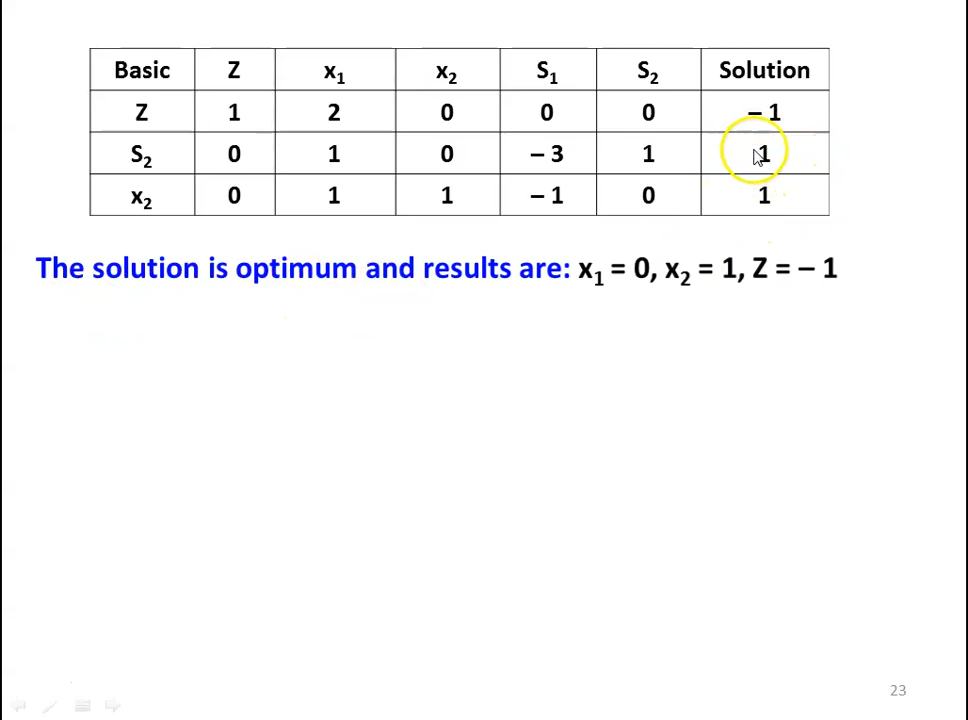 Basic Z x₁ x₂ S₁ S₂ Solution
Z 1 2 0 0 0 – 1
S₂ 0 1 0 – 3 1 1
x₂ 0 1 1 – 1 0 1
The solution is optimum and results are: x₁ = 0, x₂ = 1, Z = – 1
23